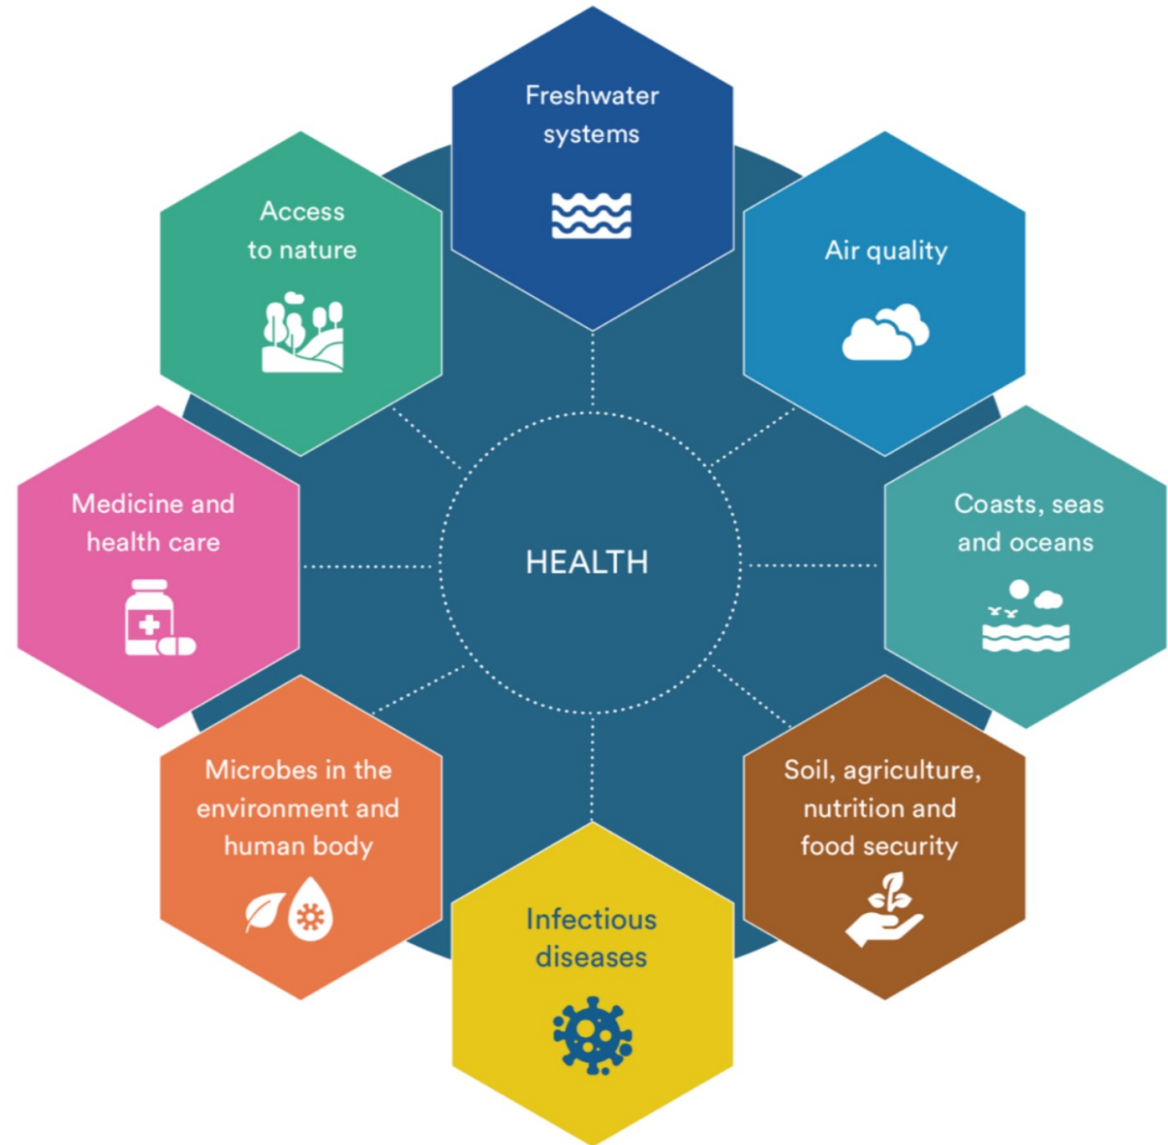 Freshwater
systems
Air quality
Coasts, seas
and oceans
Soil, agriculture,
nutrition and
food security
Infectious
diseases
Microbes in the
environment and
human body
Medicine and
health care
Access
to nature
HEALTH